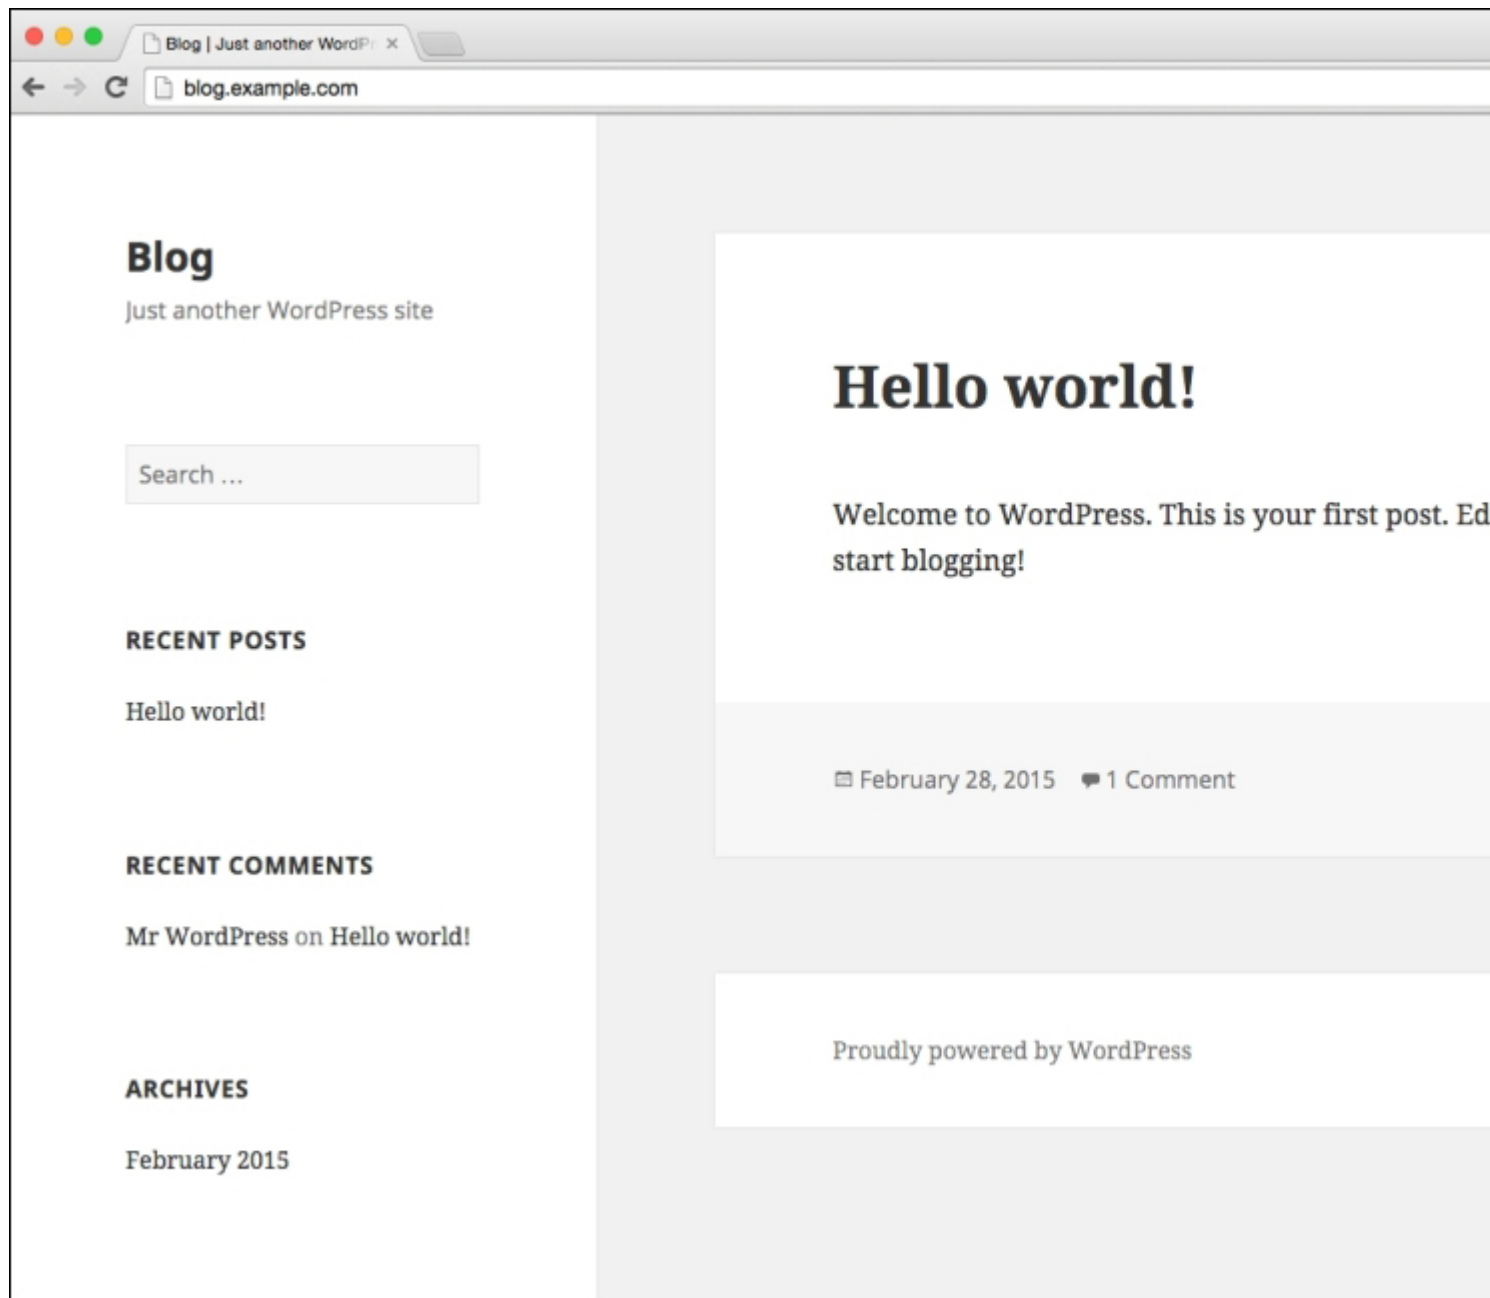 Blog | Just another WordPr
blog.example.com
Blog
Just another WordPress site
Search ...
RECENT POSTS
Hello world!
RECENT COMMENTS
Mr WordPress on Hello world!
ARCHIVES
February 2015
Hello world!
Welcome to WordPress. This is your first post. Ed
start blogging!
February 28, 2015 1 Comment
Proudly powered by WordPress